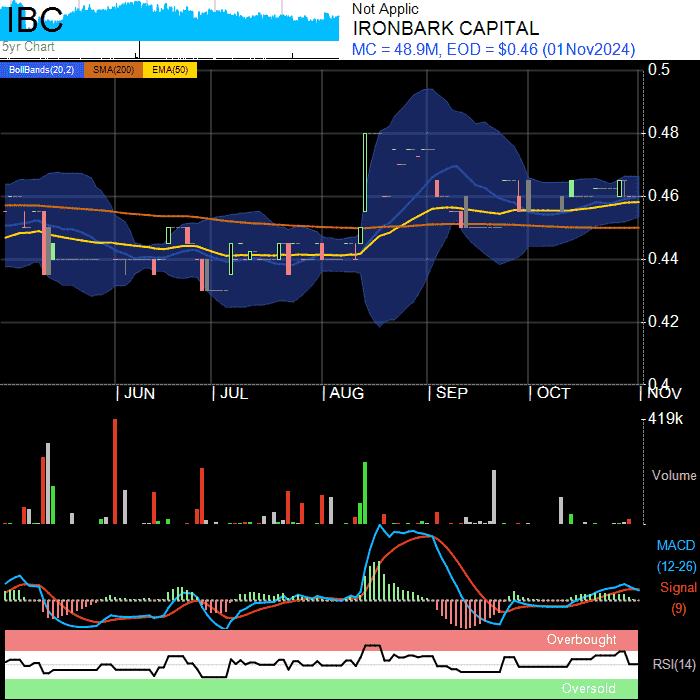 IBC
5yr Chart
Not Applic
IRONBARK CAPITAL
MC = 48.9M, EOD = $0.46 (01Nov2024)
BollBands(20,2) SMA(200) EMA(50)
0.5
0.48
0.46
0.44
0.42
0.4
JUN JUL AUG SEP OCT NOV
419k
Volume
MACD
(12-26)
Signal
(9)
Overbought
RSI(14)
Oversold